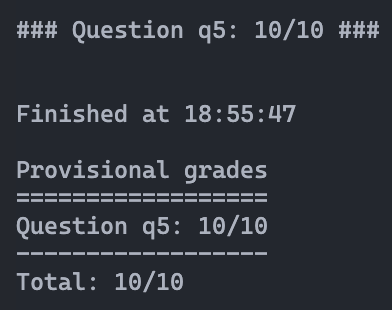 ### Question q5: 10/10 ###
Finished at 18:55:47
Provisional grades
==================
Question q5: 10/10
------------------
Total: 10/10